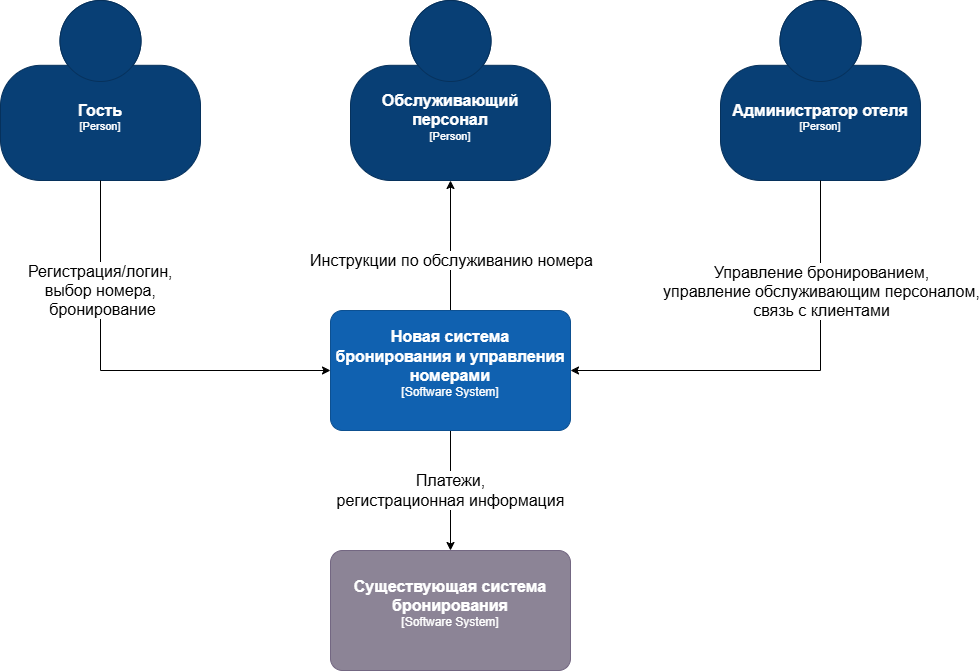 Гость
[Person]
Обслуживающий
персонал
[Person]
Администратор отеля
[Person]
Регистрация/логин,
выбор номера,
бронирование
Инструкции по обслуживанию номера
Управление бронированием,
управление обслуживающим персоналом,
связь с клиентами
Новая система
бронирования и управления
номерами
[Software System]
Платежи,
регистрационная информация
Существующая система
бронирования
[Software System]